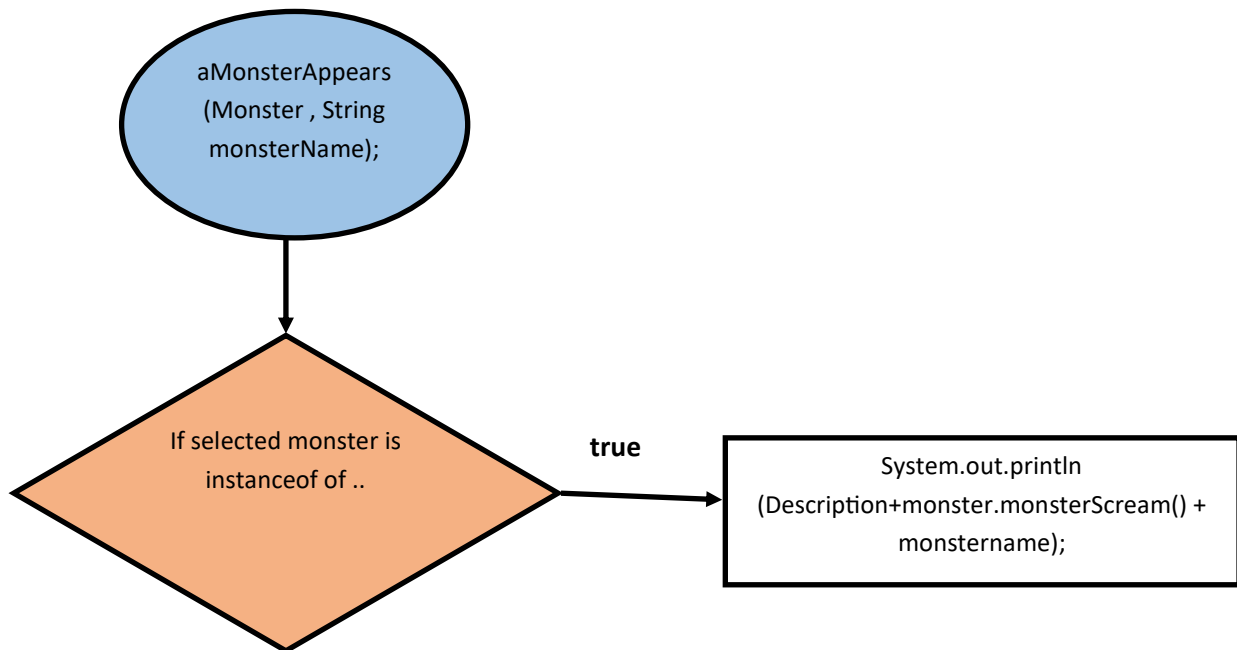 aMonsterAppears
(Monster , String
monsterName);
If selected monster is
instanceof of ..
true
System.out.println
(Description+monster.monsterScream() +
monstername);